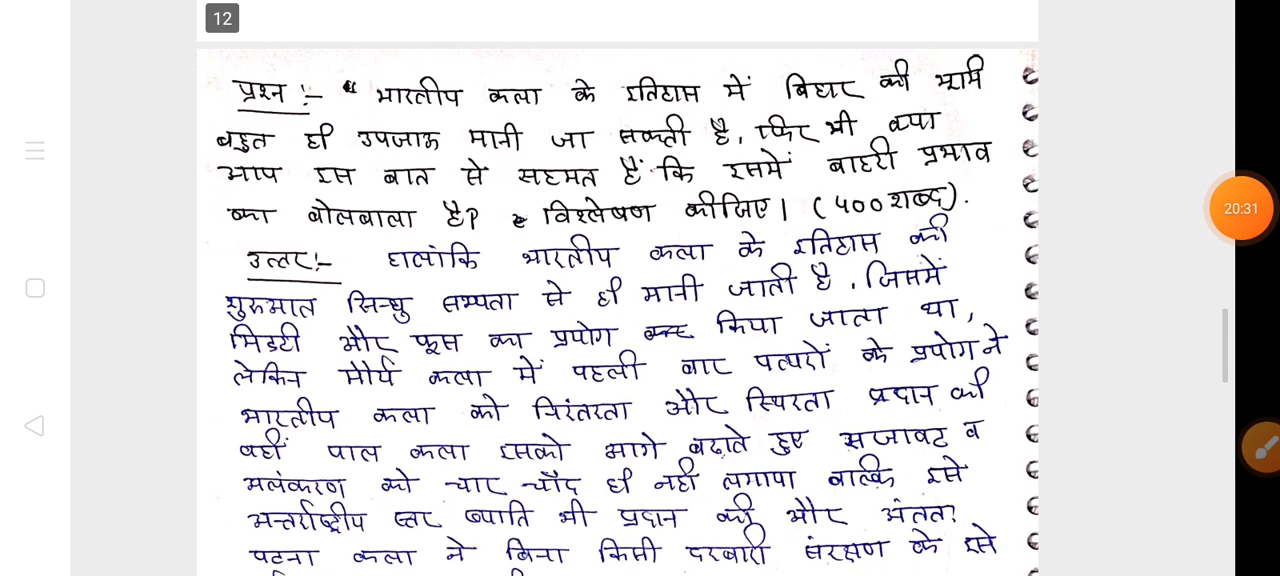 12
प्रश्न :- " भारतीय कला के इतिहास में बिहार की भूमि
बहुत ही उपजाऊ मानी जा सकती है, फिर भी क्या
आप इस बात से सहमत हैं कि इसमें बाहरी प्रभाव
का बोलबाला है? विश्लेषण कीजिए। (400 शब्द).
उत्तर:- हालांकि भारतीय कला के इतिहास की
शुरुआत सिन्धु सभ्यता से ही मानी जाती है, जिसमें
मिट्टी और फूस का प्रयोग किया जाता था,
लेकिन मौर्य कला में पहली बार पत्थरों के प्रयोग ने
भारतीय कला को निरंतरता और स्थिरता प्रदान की
वहीं पाल कला इसको आगे बढ़ाते हुए सजावट व
अलंकरण को चार चाँद ही नही लगाया बल्कि इसे
अन्तर्राष्ट्रीय स्तर ख्याति भी प्रदान की और अंततः
पटना कला ने बिना किसी दरबारी संरक्षण के इसे
20:31